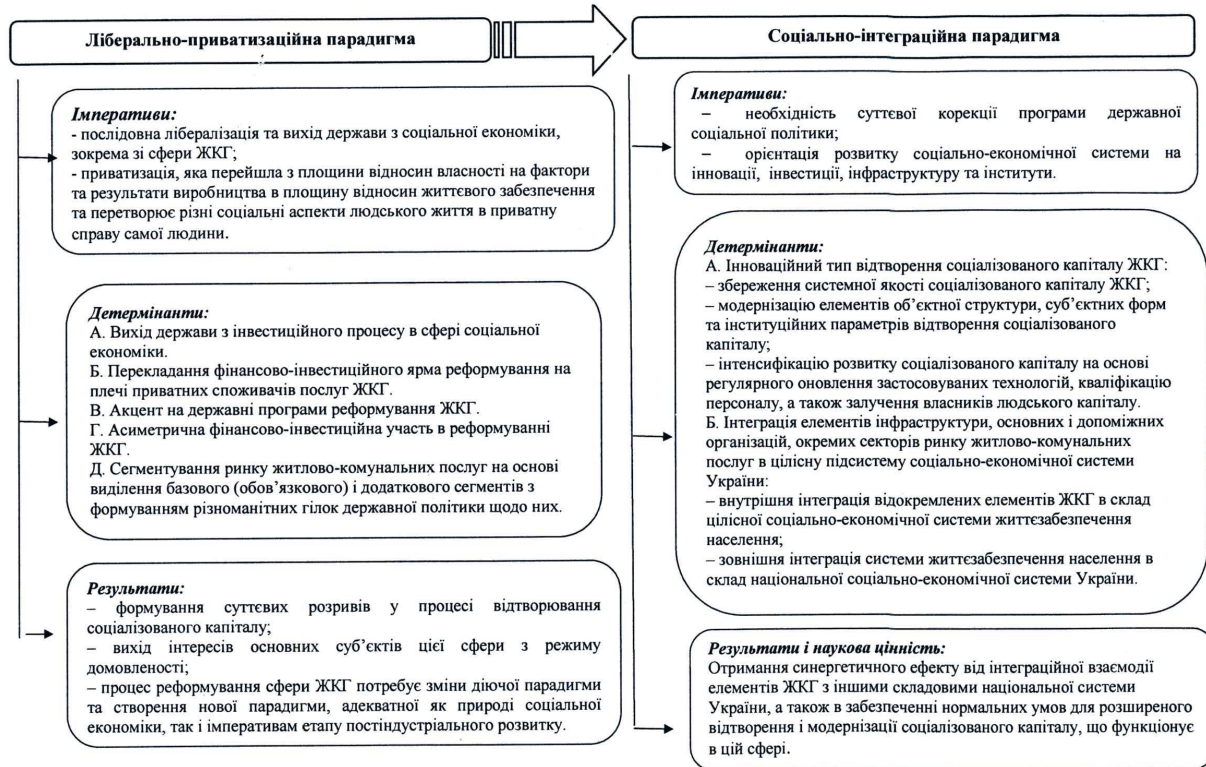 Ліберально-приватизаційна парадигма
Імперативи:
- послідовна лібералізація та вихід держави з соціальної економіки,
зокрема зі сфери ЖКГ;
- приватизація, яка перейшла з площини відносин власності на фактори
та результати виробництва в площину відносин життєвого забезпечення
та перетворює різні соціальні аспекти людського життя в приватну
справу самої людини.
Детермінанти:
А. Вихід держави з інвестиційного процесу в сфері соціальної
економіки.
Б. Перекладання фінансово-інвестиційного ярма реформування на
плечі приватних споживачів послуг ЖКГ.
В. Акцент на державні програми реформування ЖКГ.
Г. Асиметрична фінансово-інвестиційна участь в реформуванні
ЖКГ.
Д. Сегментування ринку житлово-комунальних послуг на основі
виділення базового (обов’язкового) і додаткового сегментів з
формуванням різноманітних гілок державної політики щодо них.
Результати:
– формування суттєвих розривів у процесі відтворювання
соціалізованого капіталу;
– вихід інтересів основних суб’єктів цієї сфери з режиму
домовленості;
– процес реформування сфери ЖКГ потребує зміни діючої парадигми
та створення нової парадигми, адекватної як природі соціальної
економіки, так і імперативам етапу постіндустріального розвитку.
Соціально-інтеграційна парадигма
Імперативи:
– необхідність суттєвої корекції програми державної
соціальної політики;
– орієнтація розвитку соціально-економічної системи на
інновації, інвестиції, інфраструктуру та інститути.
Детермінанти:
А. Інноваційний тип відтворення соціалізованого капіталу ЖКГ:
– збереження системної якості соціалізованого капіталу ЖКГ;
– модернізацію елементів об’єктної структури, суб’єктних форм
та інституційних параметрів відтворення соціалізованого
капіталу;
– інтенсифікацію розвитку соціалізованого капіталу на основі
регулярного оновлення застосовуваних технологій, кваліфікацію
персоналу, а також залучення власників людського капіталу.
Б. Інтеграція елементів інфраструктури, основних і допоміжних
організацій, окремих секторів ринку житлово-комунальних
послуг в цілісну підсистему соціально-економічної системи
України:
– внутрішня інтеграція відокремлених елементів ЖКГ в склад
цілісної соціально-економічної системи життєзабезпечення
населення;
– зовнішня інтеграція системи життєзабезпечення населення в
склад національної соціально-економічної системи України.
Результати і наукова цінність:
Отримання синергетичного ефекту від інтеграційної взаємодії
елементів ЖКГ з іншими складовими національної системи
України, а також в забезпеченні нормальних умов для розширеного
відтворення і модернізації соціалізованого капіталу, що функціонує
в цій сфері.